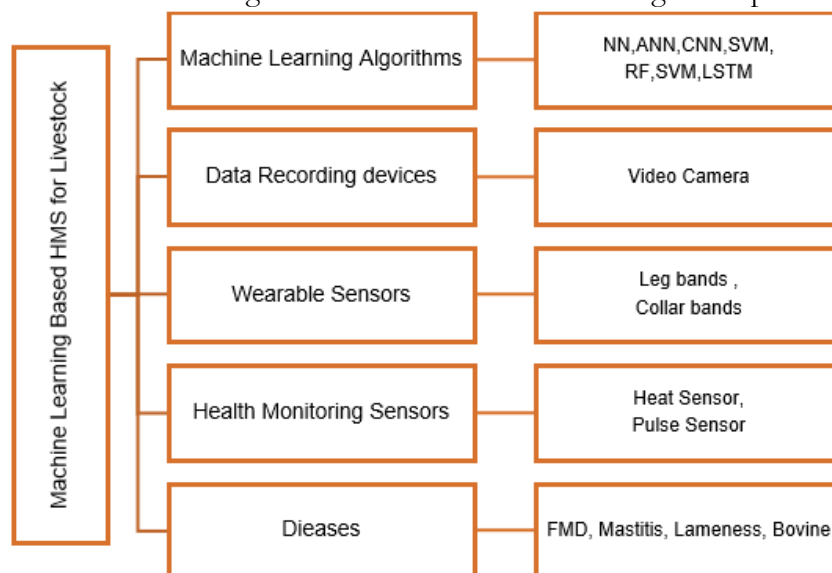 Machine Learning Based HMS for Livestock
Machine Learning Algorithms
NN,ANN,CNN,SVM,
RF,SVM,LSTM
Data Recording devices
Video Camera
Wearable Sensors
Leg bands ,
Collar bands
Health Monitoring Sensors
Heat Sensor,
Pulse Sensor
Dieases
FMD, Mastitis, Lameness, Bovine